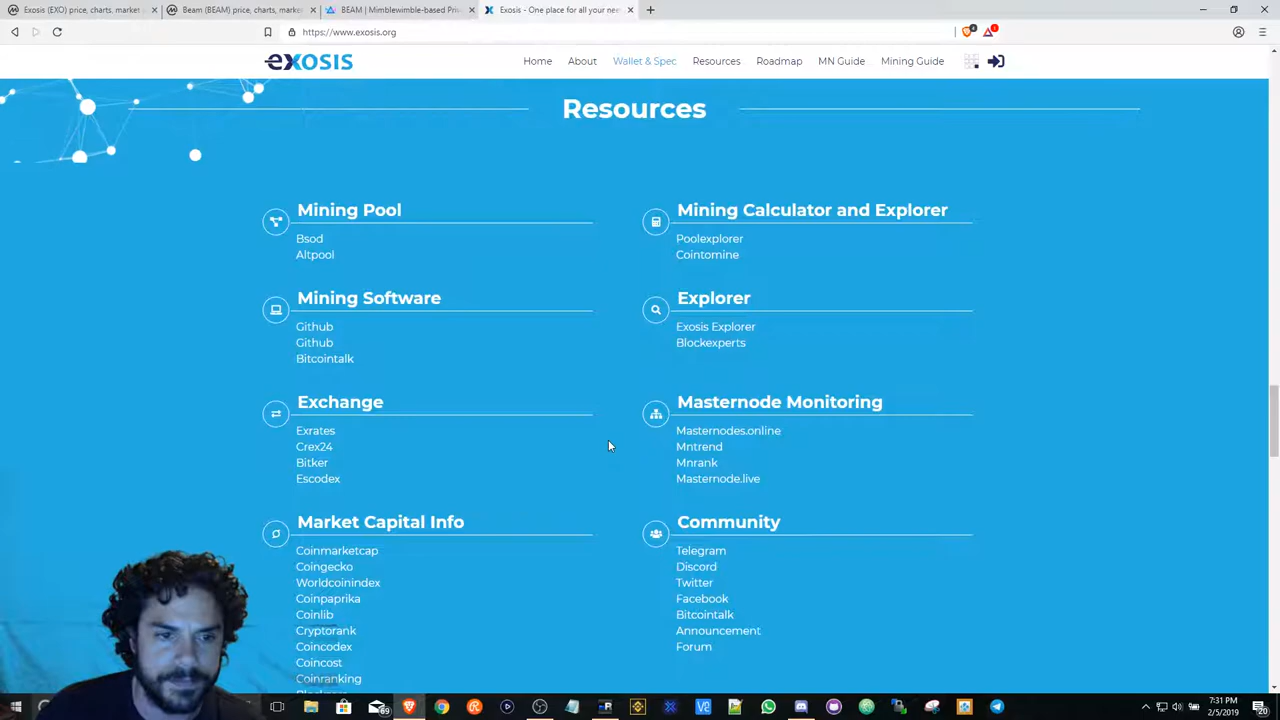 Exosis (EXO) price, charts, market
Beam (BEAM) price, charts, market
BEAM | Mimblewimble-based Priv
Exosis - One place for all your nee
https://www.exosis.org
exosis
Home
About
Wallet & Spec
Resources
Roadmap
MN Guide
Mining Guide
Resources
Mining Pool
Bsod
Altpool
Mining Calculator and Explorer
Poolexplorer
Cointomine
Mining Software
Github
Github
Bitcointalk
Explorer
Exosis Explorer
Blockexperts
Exchange
Exrates
Crex24
Bitker
Escodex
Masternode Monitoring
Masternodes.online
Mntrend
Mnrank
Masternode.live
Market Capital Info
Coinmarketcap
Coingecko
Worldcoinindex
Coinpaprika
Coinlib
Cryptorank
Coincodex
Coincost
Coinranking
Community
Telegram
Discord
Twitter
Facebook
Bitcointalk
Announcement
Forum
7:31 PM
2/5/2019